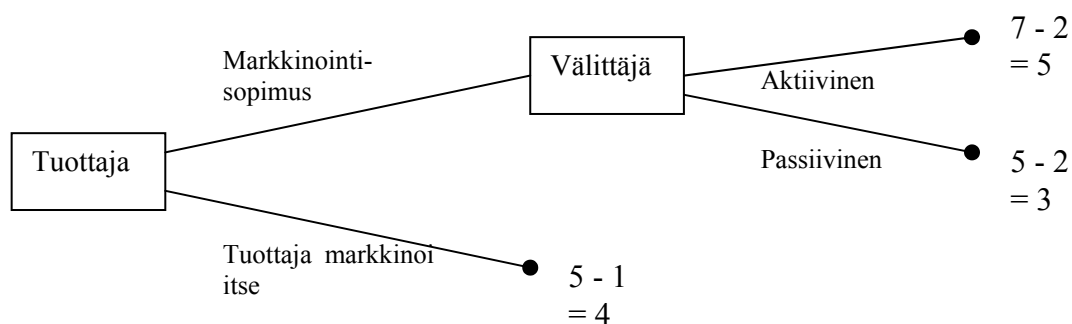 Tuottaja
Markkinointi-
sopimus
Tuottaja markkinoi
itse
Välittäjä
Aktiivinen
Passiivinen
7 - 2
= 5
5 - 2
= 3
5 - 1
= 4